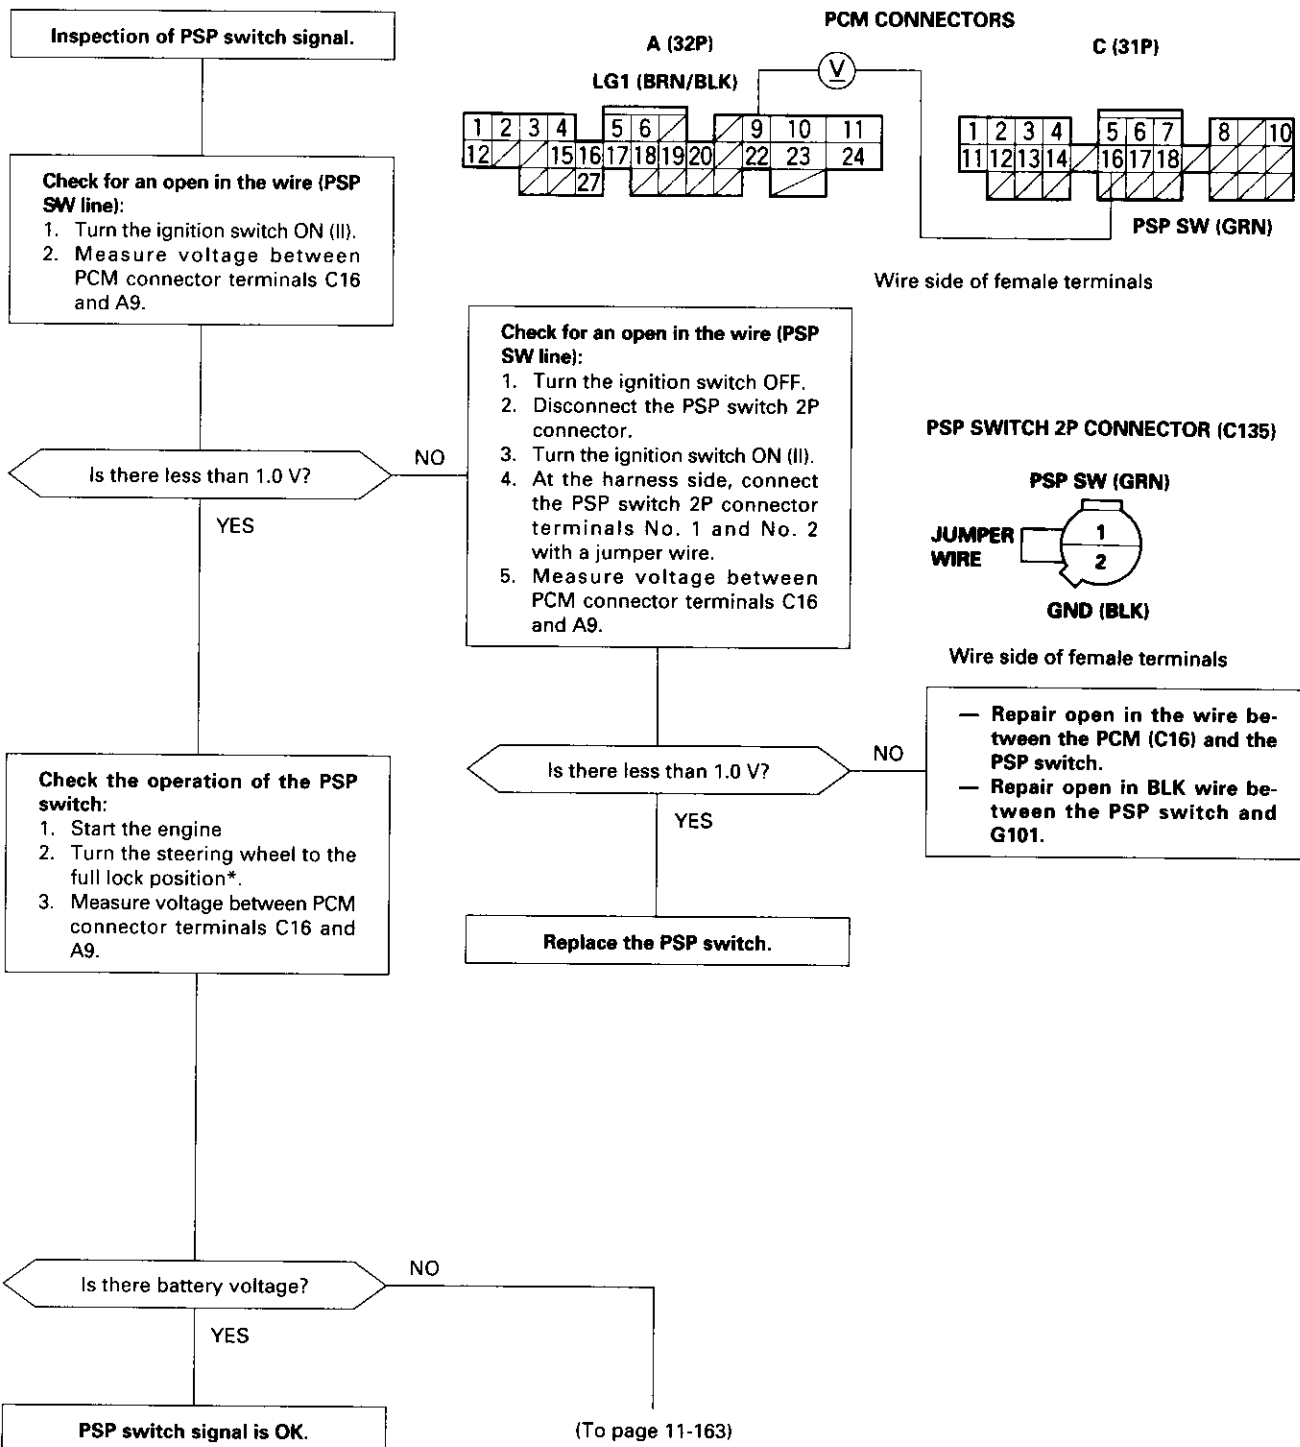 Inspection of PSP switch signal.
PCM CONNECTORS
A (32P)
C (31P)
LG1 (BRN/BLK)
V
1 2 3 4 5 6 9 10 11
12 15 16 17 18 19 20 22 23 24
27
1 2 3 4 5 6 7 8 10
11 12 13 14 16 17 18
PSP SW (GRN)
Wire side of female terminals
Check for an open in the wire (PSP
SW line):
1. Turn the ignition switch ON (II).
2. Measure voltage between
PCM connector terminals C16
and A9.
Is there less than 1.0 V?
NO
YES
Check for an open in the wire (PSP
SW line):
1. Turn the ignition switch OFF.
2. Disconnect the PSP switch 2P
connector.
3. Turn the ignition switch ON (II).
4. At the harness side, connect
the PSP switch 2P connector
terminals No. 1 and No. 2
with a jumper wire.
5. Measure voltage between
PCM connector terminals C16
and A9.
PSP SWITCH 2P CONNECTOR (C135)
PSP SW (GRN)
JUMPER
WIRE
1
2
GND (BLK)
Wire side of female terminals
Is there less than 1.0 V?
NO
YES
— Repair open in the wire be-
tween the PCM (C16) and the
PSP switch.
— Repair open in BLK wire be-
tween the PSP switch and
G101.
Replace the PSP switch.
Check the operation of the PSP
switch:
1. Start the engine
2. Turn the steering wheel to the
full lock position*.
3. Measure voltage between PCM
connector terminals C16 and
A9.
Is there battery voltage?
NO
YES
PSP switch signal is OK.
(To page 11-163)